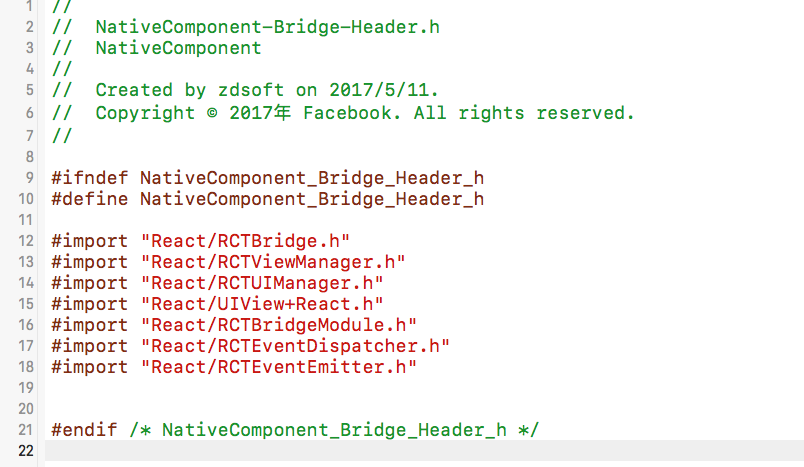 1 //
2 //  NativeComponent-Bridge-Header.h
3 //  NativeComponent
4 //
5 //  Created by zdsoft on 2017/5/11.
6 //  Copyright © 2017年 Facebook. All rights reserved.
7 //
8
9 #ifndef NativeComponent_Bridge_Header_h
10 #define NativeComponent_Bridge_Header_h
11
12 #import "React/RCTBridge.h"
13 #import "React/RCTViewManager.h"
14 #import "React/RCTUIManager.h"
15 #import "React/UIView+React.h"
16 #import "React/RCTBridgeModule.h"
17 #import "React/RCTEventDispatcher.h"
18 #import "React/RCTEventEmitter.h"
19
20
21 #endif /* NativeComponent_Bridge_Header_h */
22